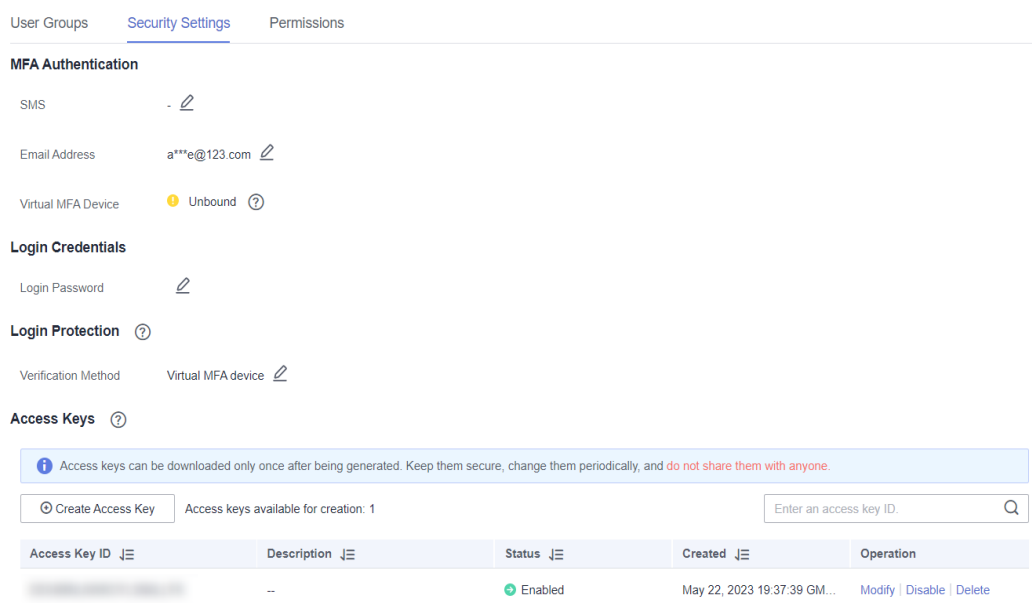 User Groups Security Settings Permissions
MFA Authentication
SMS -
Email Address a***e@123.com
Virtual MFA Device Unbound
Login Credentials
Login Password
Login Protection
Verification Method Virtual MFA device
Access Keys
Access keys can be downloaded only once after being generated. Keep them secure, change them periodically, and do not share them with anyone.
Create Access Key Access keys available for creation: 1 Enter an access key ID.
Access Key ID Description Status Created Operation
-- Enabled May 22, 2023 19:37:39 GM... Modify Disable Delete